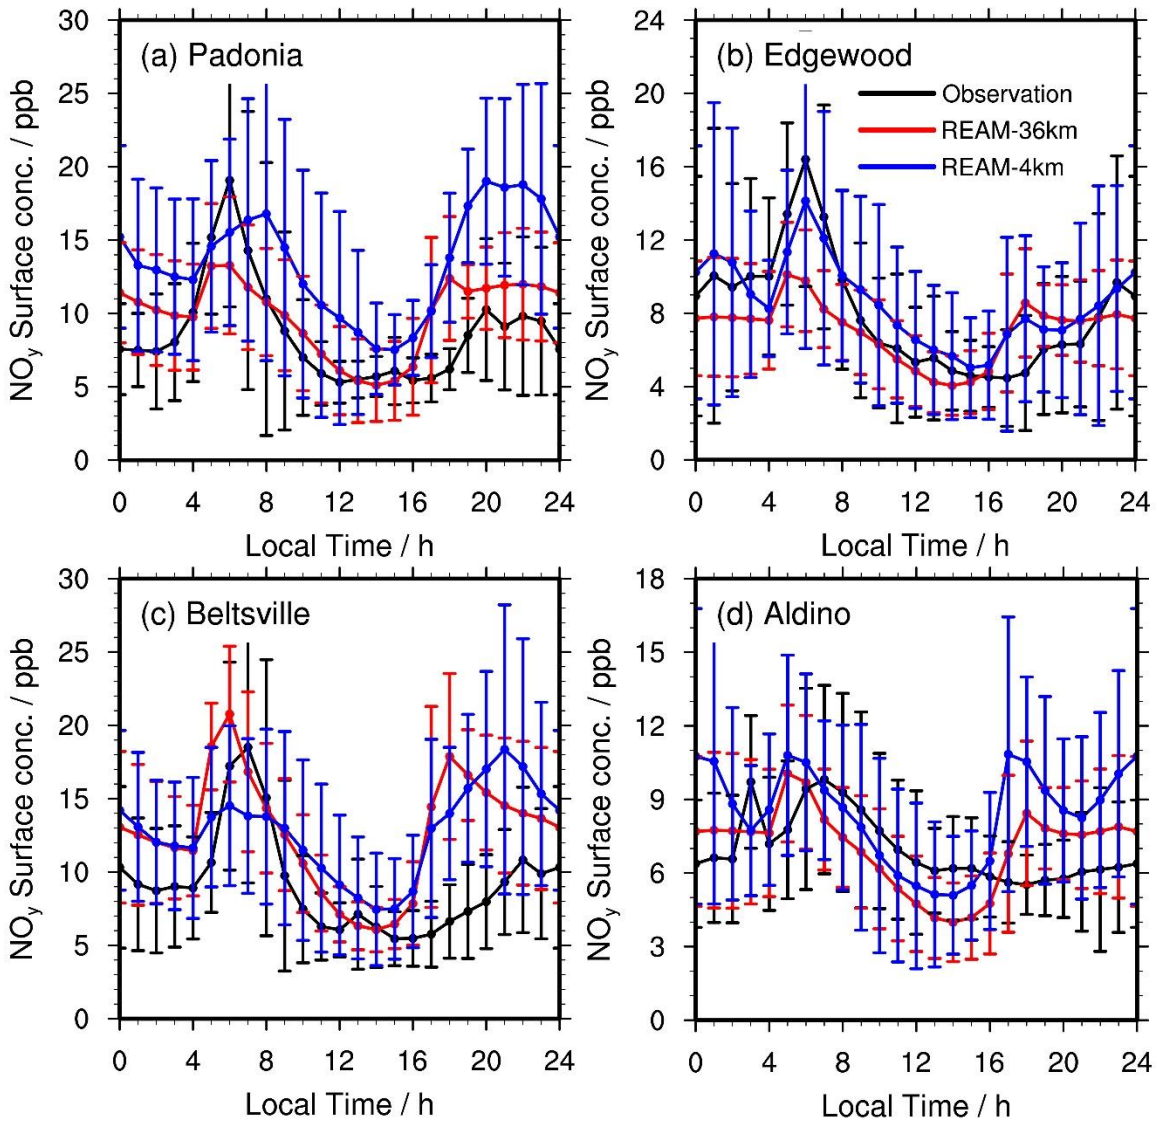 (a) Padonia
NOy Surface conc. / ppb
30
25
20
15
10
5
0
0 4 8 12 16 20 24
Local Time / h
(b) Edgewood
Observation
REAM-36km
REAM-4km
NOy Surface conc. / ppb
24
20
16
12
8
4
0
0 4 8 12 16 20 24
Local Time / h
(c) Beltsville
NOy Surface conc. / ppb
30
25
20
15
10
5
0
0 4 8 12 16 20 24
Local Time / h
(d) Aldino
NOy Surface conc. / ppb
18
15
12
9
6
3
0
0 4 8 12 16 20 24
Local Time / h